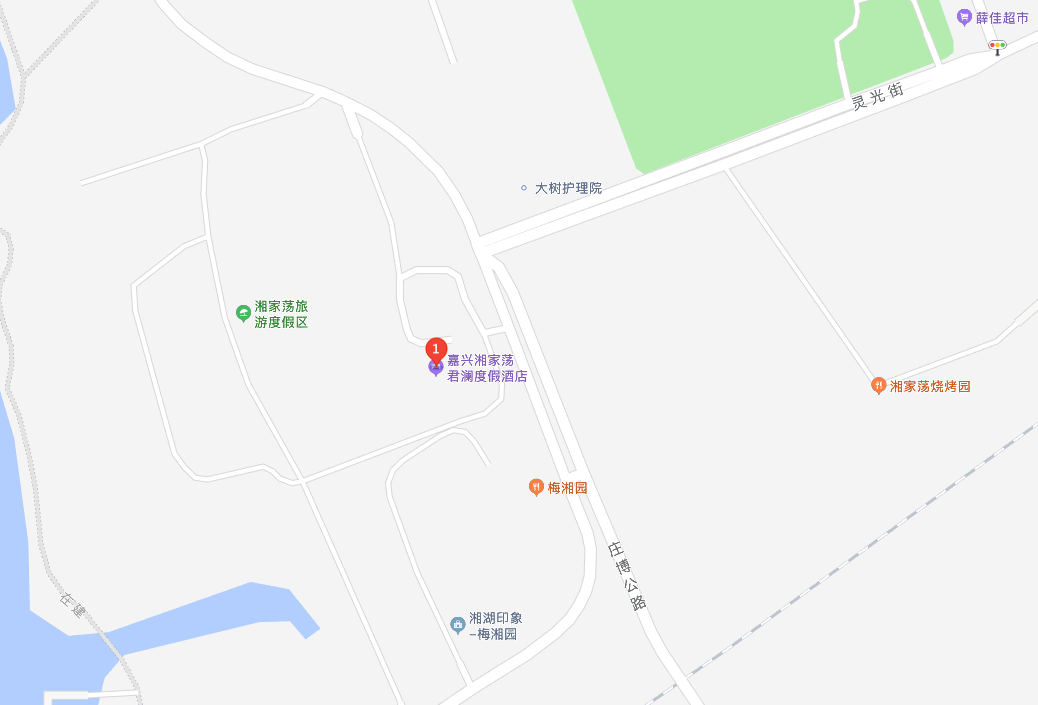 薛佳超市
灵光街
大树护理院
湘家荡旅
游度假区
1
嘉兴湘家荡
君澜度假酒店
湘家荡烧烤园
梅湘园
庄博公路
在建
湘湖印象
-梅湘园